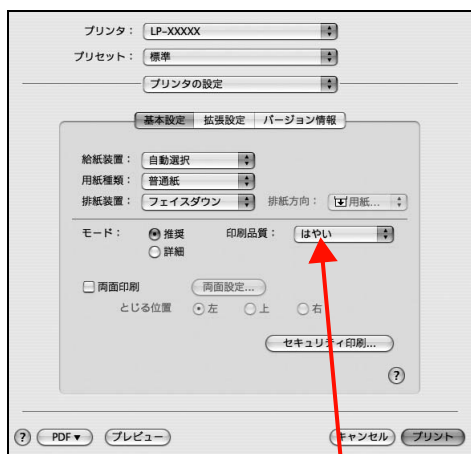 プリンタ： LP-XXXXX
プリセット： 標準
プリンタの設定
基本設定 拡張設定 バージョン情報
給紙装置： 自動選択
用紙種類： 普通紙
排紙装置： フェイスダウン 排紙方向： 用紙...
モード： 推奨 印刷品質： はやい
詳細
両面印刷 両面設定...
とじる位置 左 上 右
セキュリティ印刷...
?
? PDF▼ プレビュー キャンセル プリント